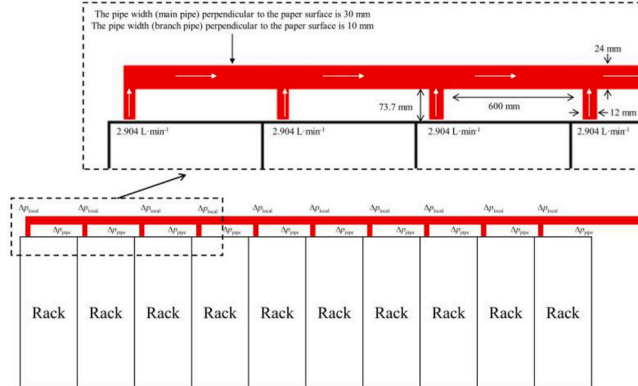 The pipe width (main pipe) perpendicular to the paper surface is 30 mm
The pipe width (branch pipe) perpendicular to the paper surface is 10 mm
24 mm
73.7 mm
600 mm
12 mm
2.904 L·min⁻¹ 2.904 L·min⁻¹ 2.904 L·min⁻¹ 2.904 L·min⁻¹
Δp_local Δp_local Δp_local Δp_local Δp_local Δp_local Δp_local Δp_local Δp_local Δp_local
Δp_pipe Δp_pipe Δp_pipe Δp_pipe Δp_pipe Δp_pipe Δp_pipe Δp_pipe Δp_pipe Δp_pipe
Rack Rack Rack Rack Rack Rack Rack Rack Rack Rack